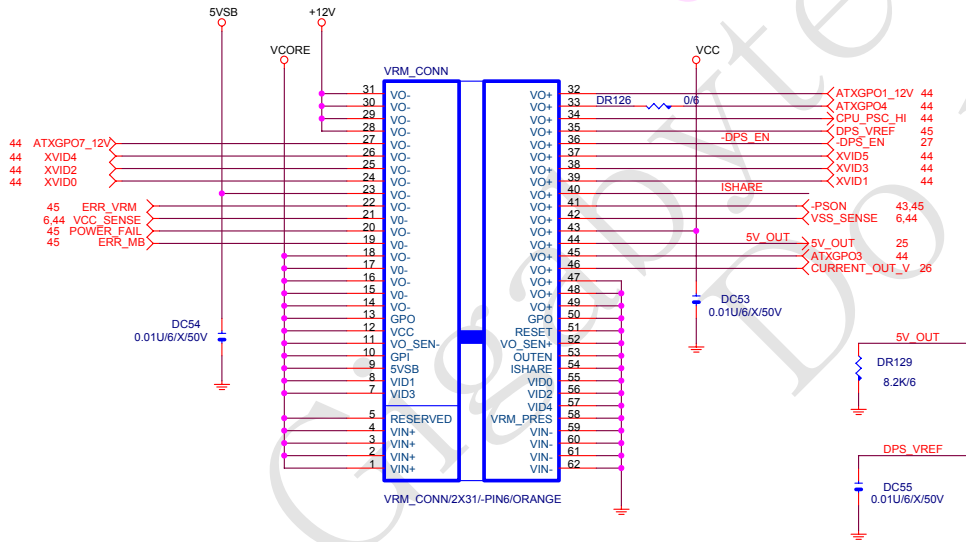 5VSB
+12V
VCORE
VCC
VRM_CONN
31 VO- VO+ 32 ATXGPO1_12V 44
30 VO- VO+ 33 DR126 0/6 ATXGPO4 44
29 VO- VO+ 34 CPU_PSC_HI 44
28 VO- VO+ 35 DPS_VREF 45
44 ATXGPO7_12V 27 VO- VO+ 36 -DPS_EN -DPS_EN 27
44 XVID4 26 VO- VO+ 37 XVID5 44
44 XVID2 25 VO- VO+ 38 XVID3 44
44 XVID0 24 VO- VO+ 39 XVID1 44
23 VO- VO+ 40 ISHARE
45 ERR_VRM 22 VO- VO+ 41 -PSON 43,45
6,44 VCC_SENSE 21 V0- VO+ 42 VSS_SENSE 6,44
45 POWER_FAIL 20 VO- VO+ 43
45 ERR_MB 19 V0- VO+ 44 5V_OUT 5V_OUT 25
18 VO- VO+ 45 ATXGPO3 44
17 V0- VO+ 46 CURRENT_OUT_V 26
16 VO- VO+ 47
15 V0- VO+ 48
14 VO- VO+ 49
13 GPO GPO 50
12 VCC RESET 51
11 VO_SEN- VO_SEN+ 52
10 GPI OUTEN 53
9 5VSB ISHARE 54
8 VID1 VID0 55
7 VID3 VID2 56
VID4 57
5 RESERVED VRM_PRES 58
4 VIN+ VIN- 59
3 VIN+ VIN- 60
2 VIN+ VIN- 61
1 VIN+ VIN- 62
VRM_CONN/2X31/-PIN6/ORANGE
DC54
0.01U/6/X/50V
DC53
0.01U/6/X/50V
5V_OUT
DR129
8.2K/6
DPS_VREF
DC55
0.01U/6/X/50V
Gigabyte
Do